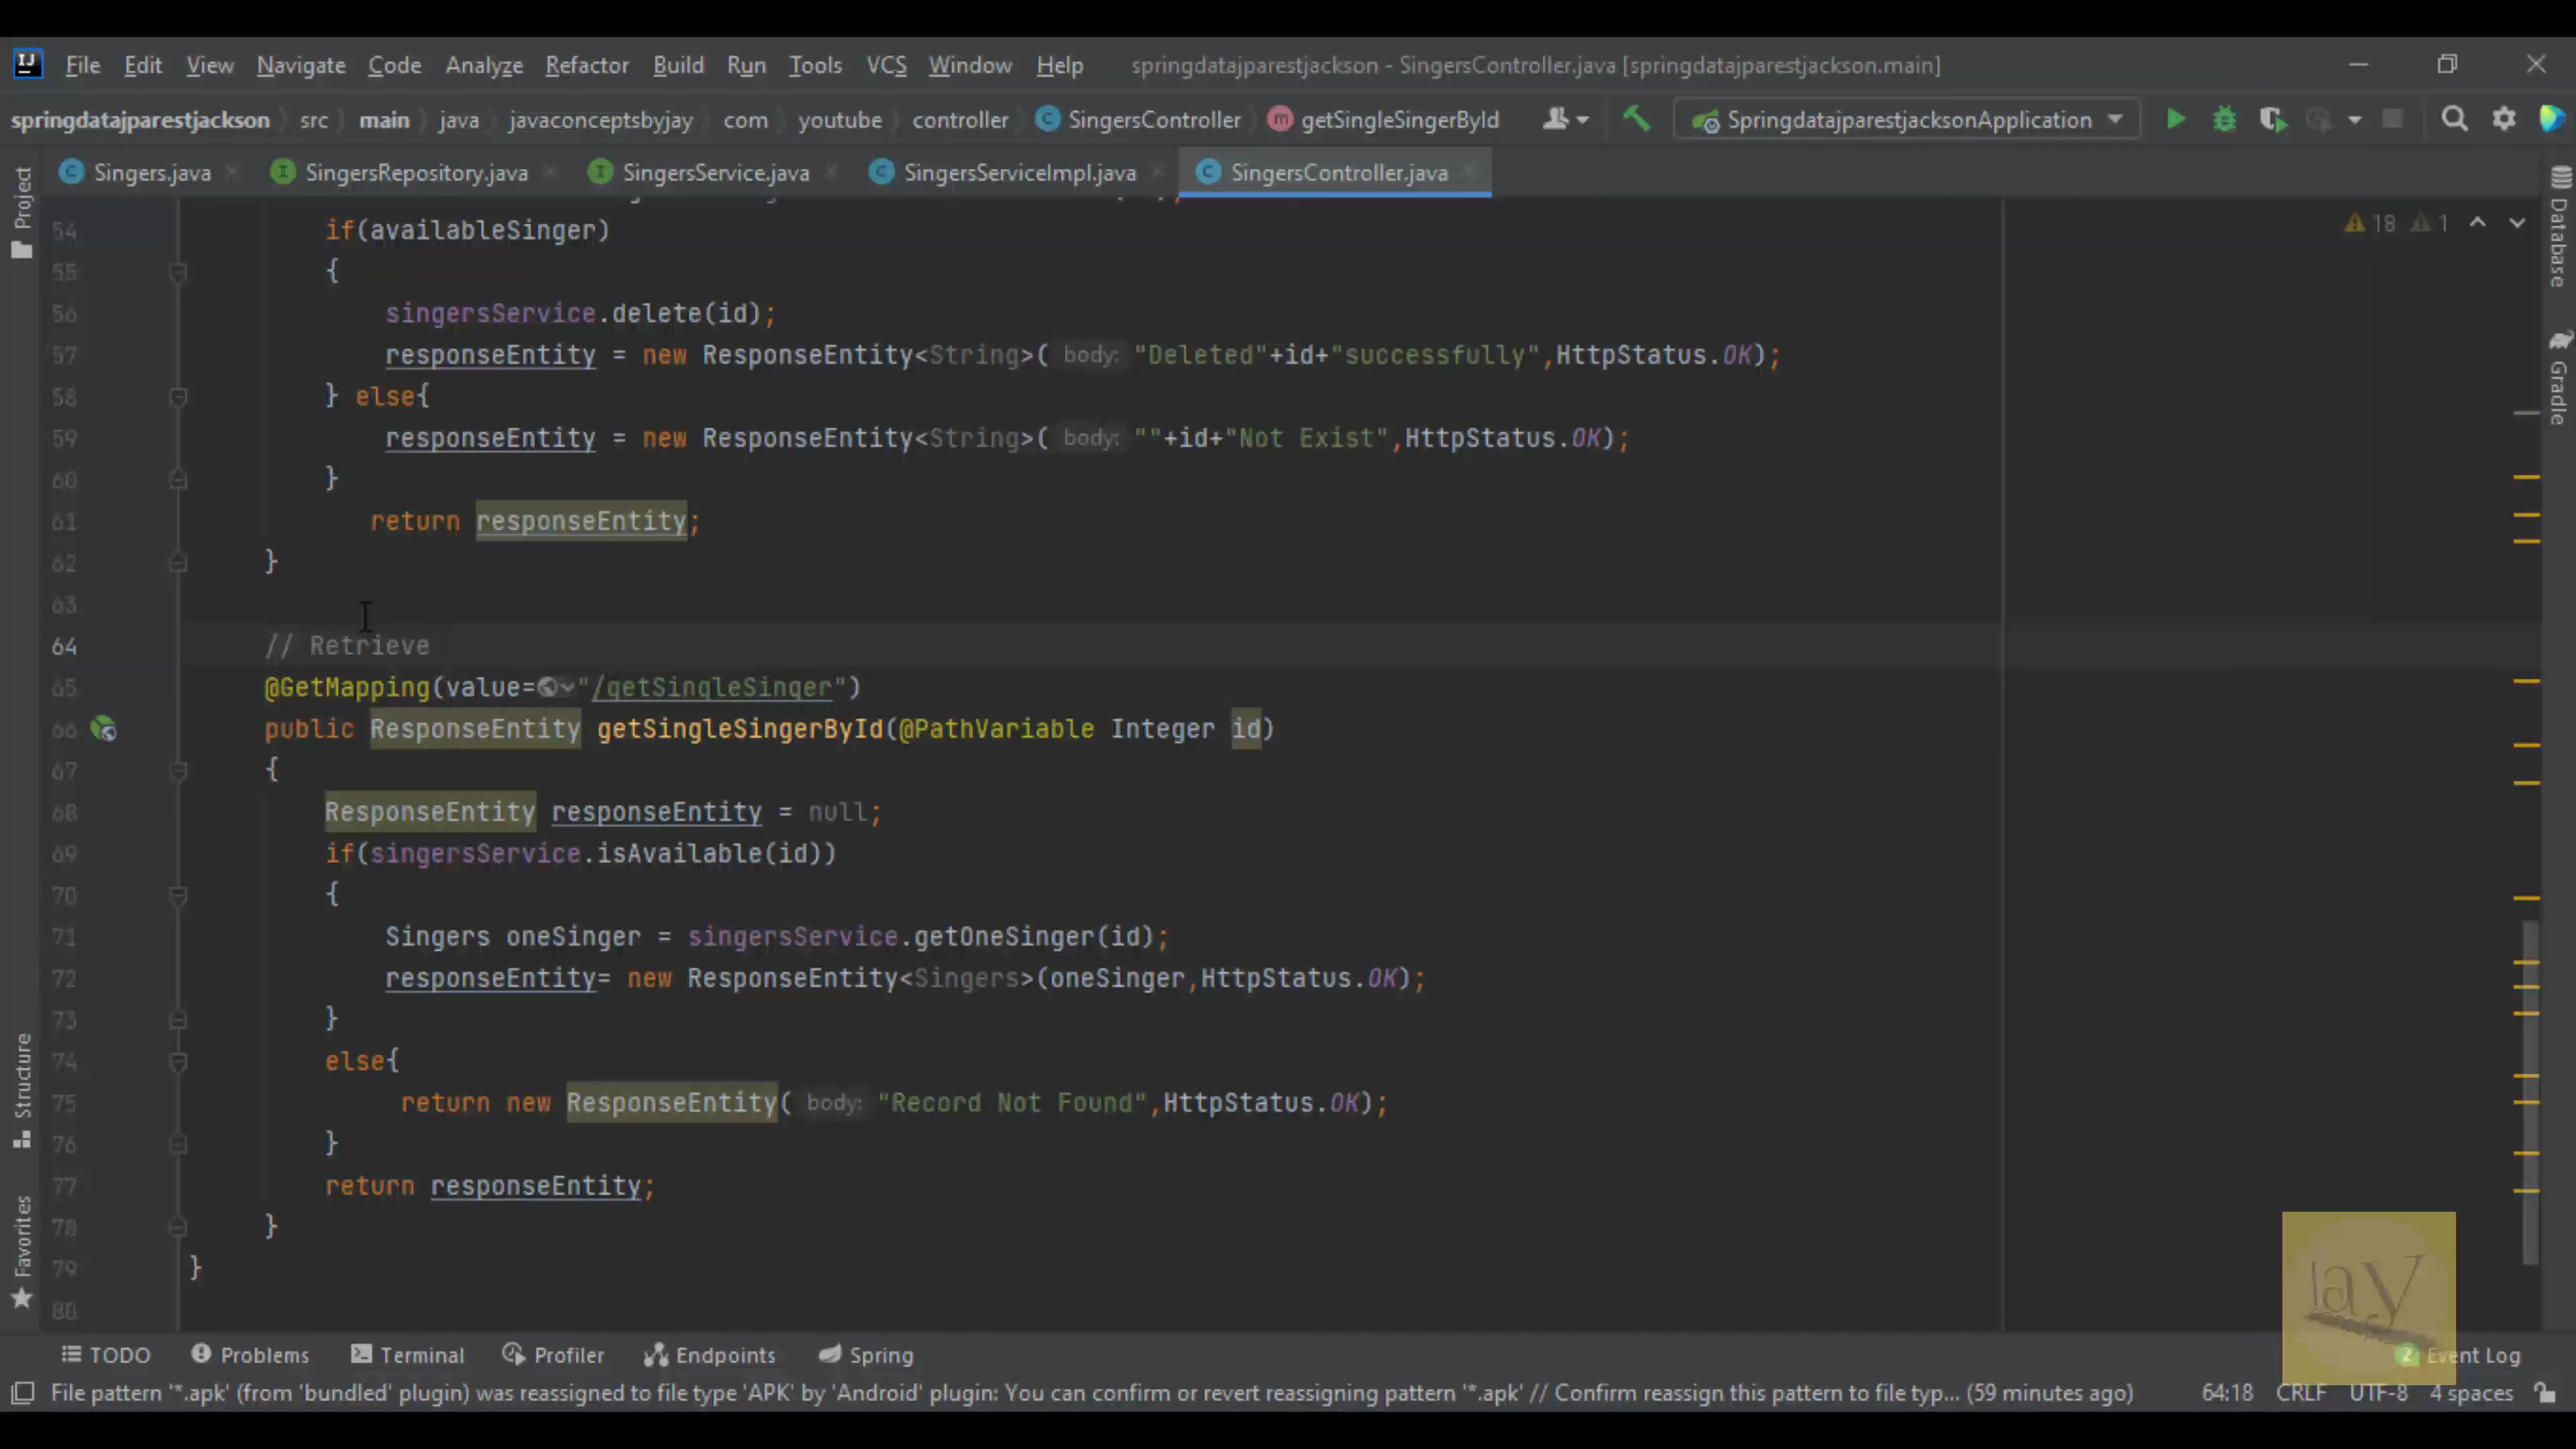 File Edit View Navigate Code Analyze Refactor Build Run Tools VCS Window Help springdatajparestjackson - SingersController.java [springdatajparestjackson.main]
springdatajparestjackson src main java javaconceptsbyjay com youtube controller SingersController getSingleSingerById SpringdatajparestjacksonApplication
Singers.java SingersRepository.java SingersService.java SingersServiceImpl.java SingersController.java
Project
Structure
Favorites
Database
Gradle
18 1
54 if(availableSinger)
55 {
56 singersService.delete(id);
57 responseEntity = new ResponseEntity<String>( body: "Deleted"+id+"successfully",HttpStatus.OK);
58 } else{
59 responseEntity = new ResponseEntity<String>( body: ""+id+"Not Exist",HttpStatus.OK);
60 }
61 return responseEntity;
62 }
63
64 // Retrieve
65 @GetMapping(value="/getSingleSinger")
66 public ResponseEntity getSingleSingerById(@PathVariable Integer id)
67 {
68 ResponseEntity responseEntity = null;
69 if(singersService.isAvailable(id))
70 {
71 Singers oneSinger = singersService.getOneSinger(id);
72 responseEntity= new ResponseEntity<Singers>(oneSinger,HttpStatus.OK);
73 }
74 else{
75 return new ResponseEntity( body: "Record Not Found",HttpStatus.OK);
76 }
77 return responseEntity;
78 }
79 }
80
TODO Problems Terminal Profiler Endpoints Spring 2 Event Log
File pattern '*.apk' (from 'bundled' plugin) was reassigned to file type 'APK' by 'Android' plugin: You can confirm or revert reassigning pattern '*.apk' // Confirm reassign this pattern to file typ... (59 minutes ago) 64:18 CRLF UTF-8 4 spaces